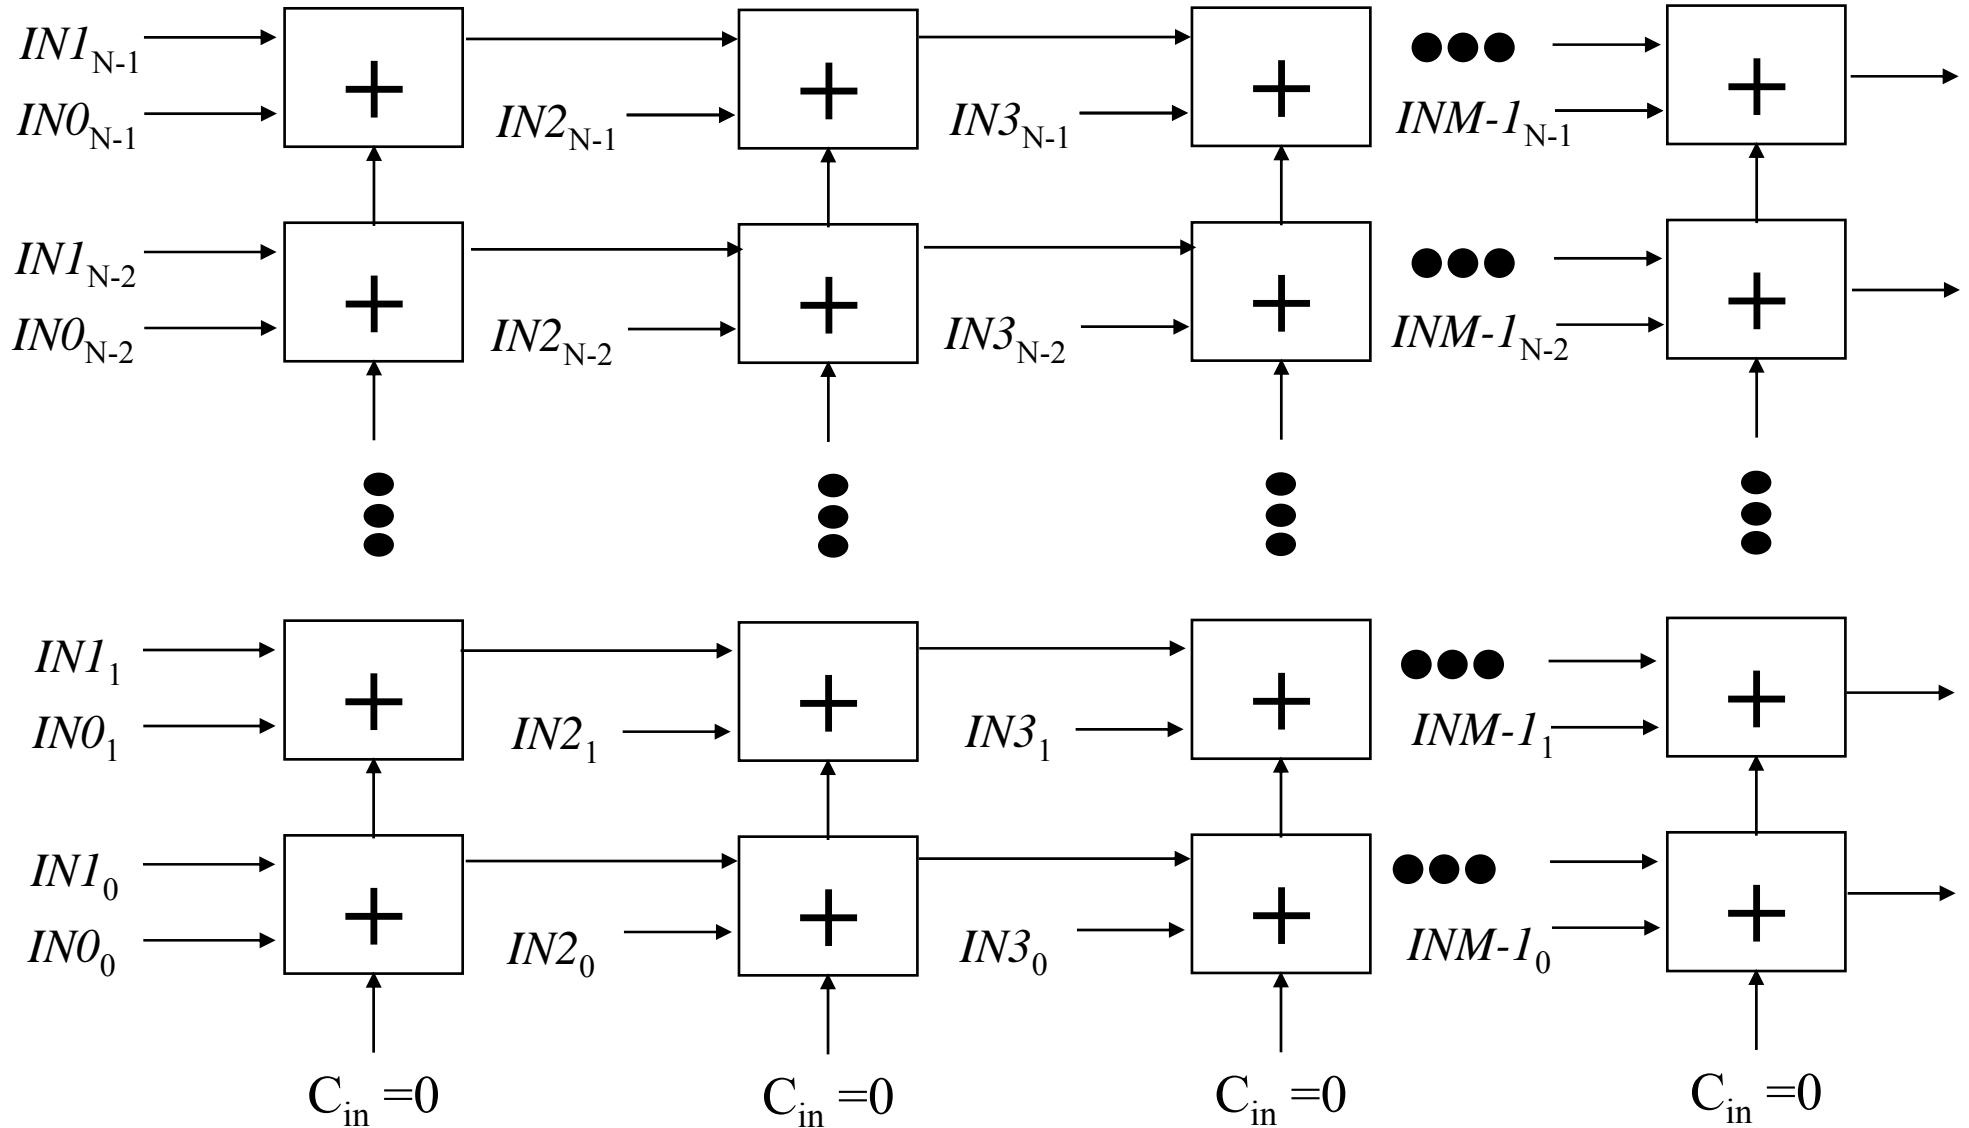 IN1N-1
IN0N-1 IN2N-1 IN3N-1 INM-1N-1
IN1N-2
IN0N-2 IN2N-2 IN3N-2 INM-1N-2
IN11
IN01 IN21 IN31 INM-11
IN10
IN00 IN20 IN30 INM-10
Cin =0 Cin =0 Cin =0 Cin =0